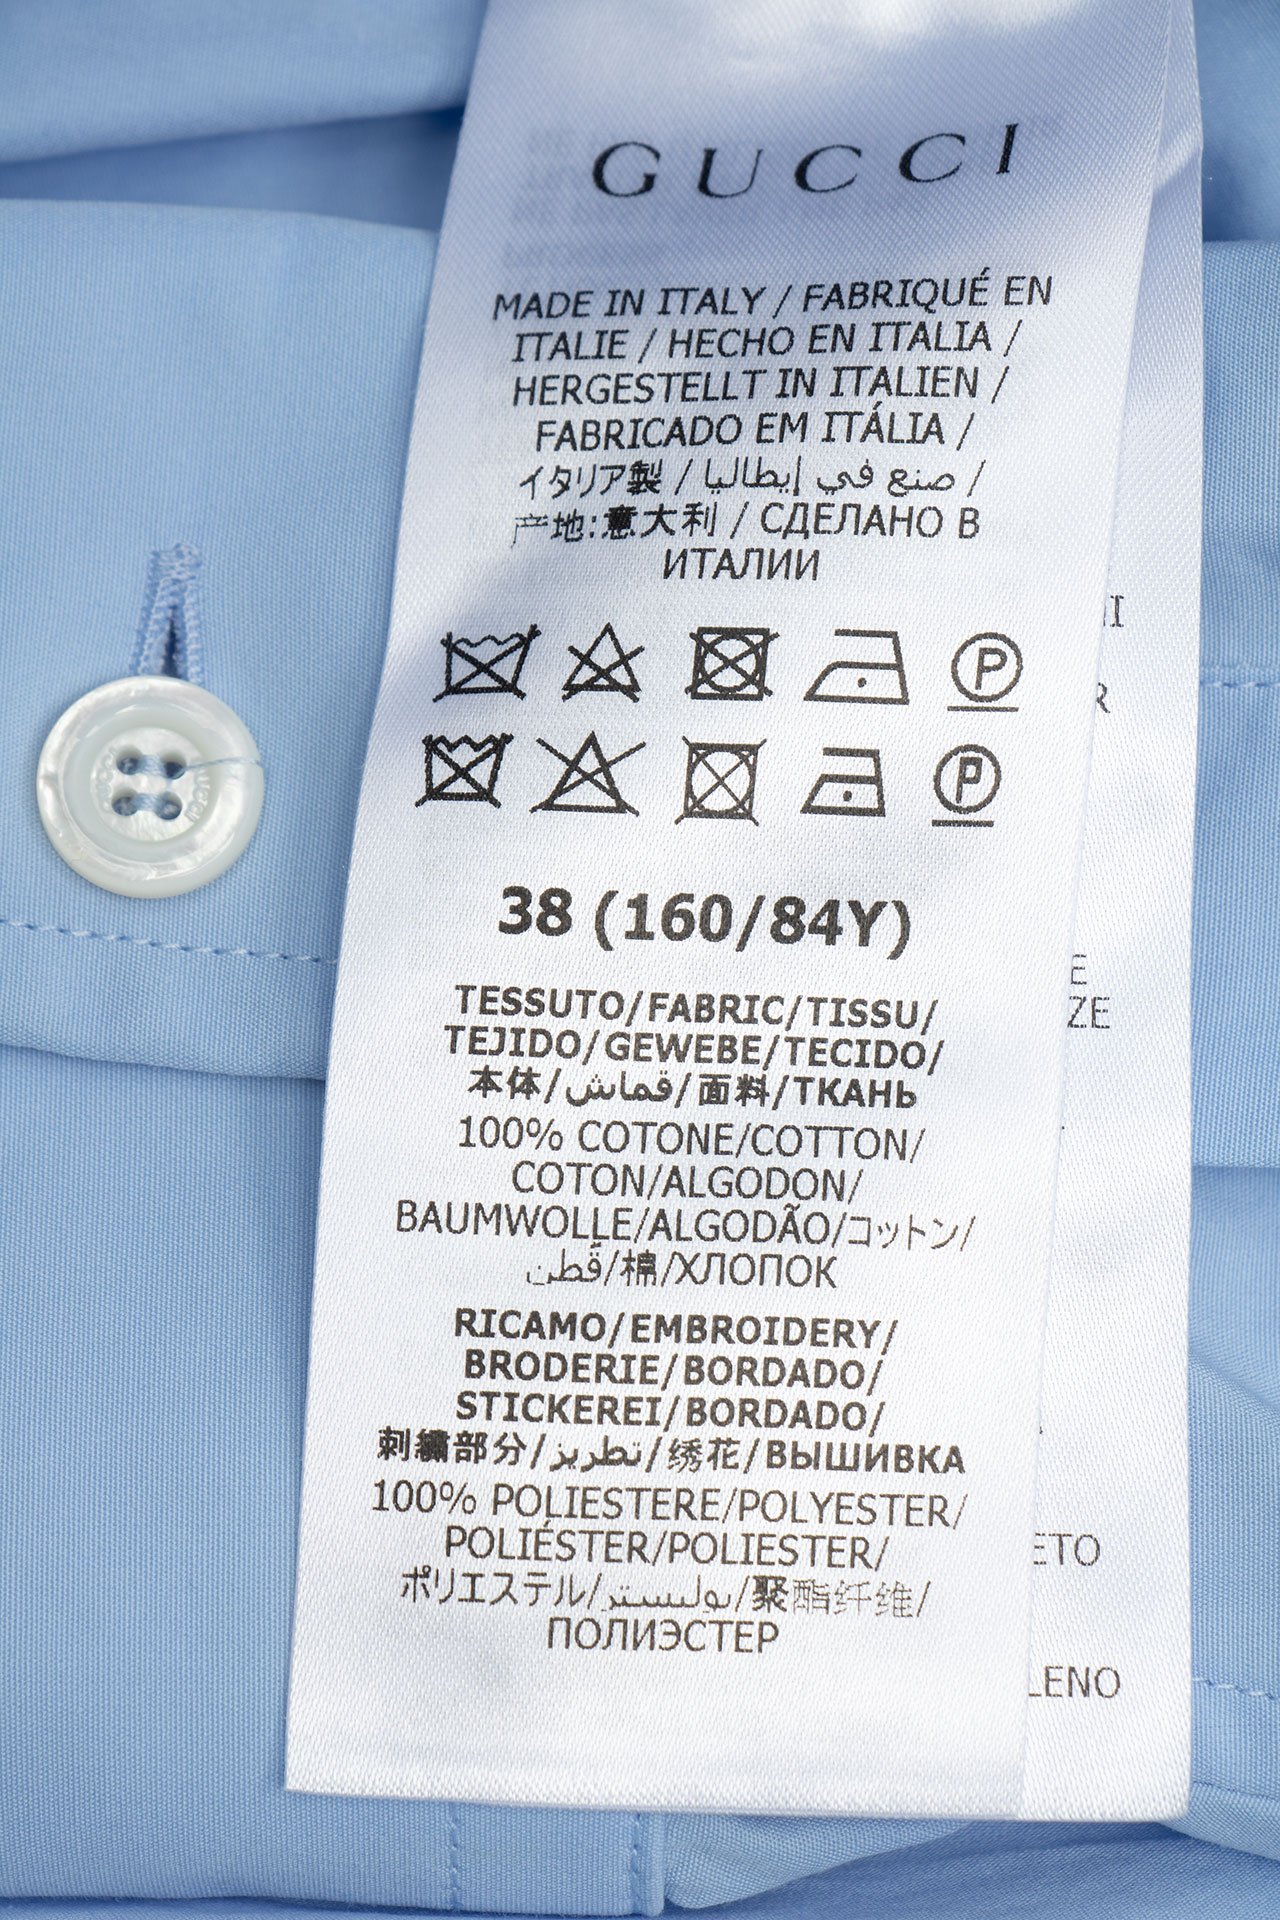 GUCCI
MADE IN ITALY / FABRIQUÉ EN
ITALIE / HECHO EN ITALIA /
HERGESTELLT IN ITALIEN /
FABRICADO EM ITÁLIA /
イタリア製 / صنع في إيطاليا /
产地:意大利 / СДЕЛАНО В
ИТАЛИИ
P
P
38 (160/84Y)
TESSUTO/FABRIC/TISSU/
TEJIDO/GEWEBE/TECIDO/
本体/قماش/面料/ТКАНЬ
100% COTONE/COTTON/
COTON/ALGODON/
BAUMWOLLE/ALGODÃO/コットン/
قطن/棉/ХЛОПОК
RICAMO/EMBROIDERY/
BRODERIE/BORDADO/
STICKEREI/BORDADO/
刺繍部分/تطريز/绣花/ВЫШИВКА
100% POLIESTERE/POLYESTER/
POLIÉSTER/POLIESTER/
ポリエステル/بوليستر/聚酯纤维/
ПОЛИЭСТЕР